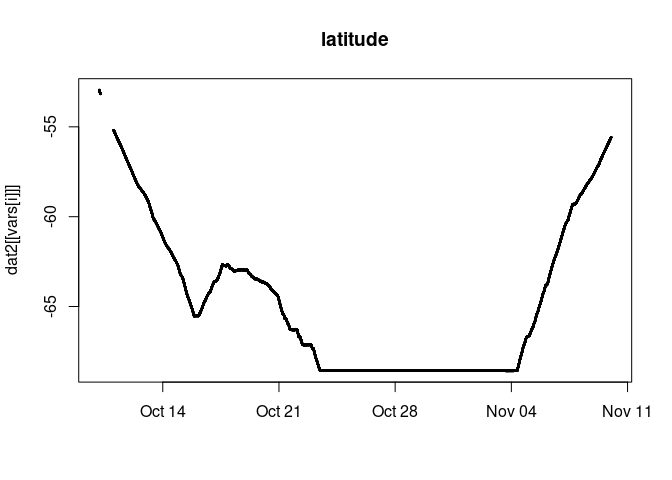 latitude
dat2[[vars[i]]]
-55
-60
-65
Oct 14
Oct 21
Oct 28
Nov 04
Nov 11